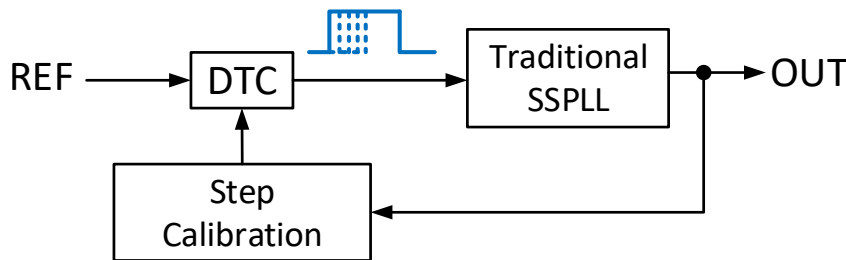 REF
DTC
Traditional
SSPLL
OUT
Step
Calibration